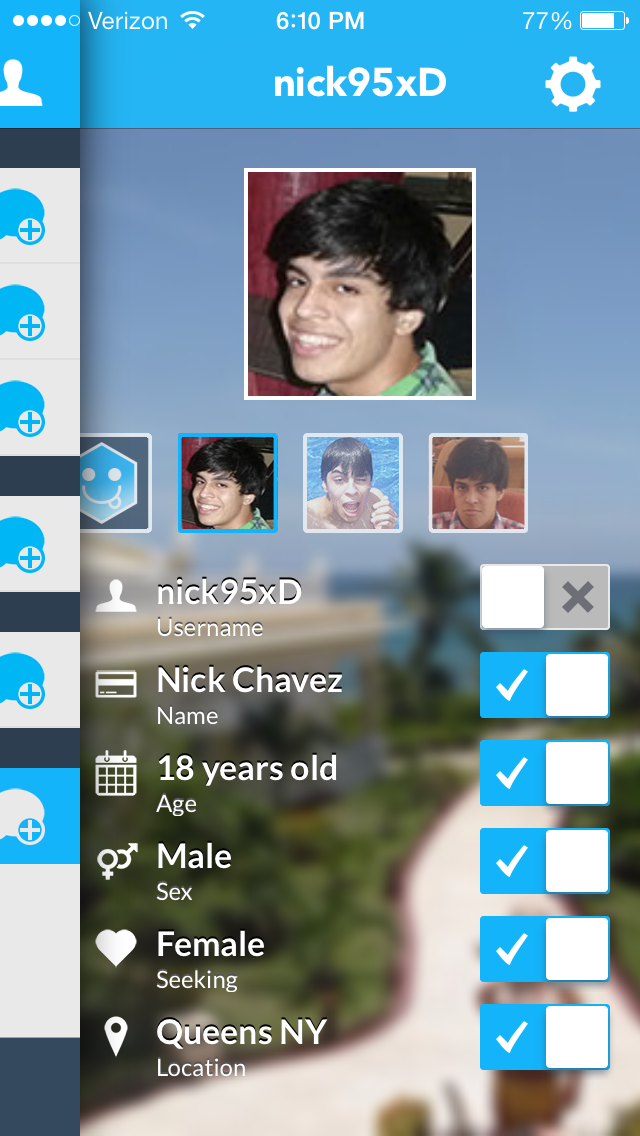 Verizon 6:10 PM 77%
nick95xD
nick95xD
Username
Nick Chavez
Name
18 years old
Age
Male
Sex
Female
Seeking
Queens NY
Location